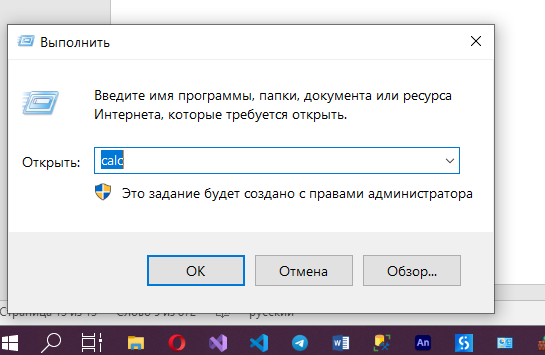 Выполнить
Введите имя программы, папки, документа или ресурса
Интернета, которые требуется открыть.
Открыть:
calc
Это задание будет создано с правами администратора
OK
Отмена
Обзор...
Страница
русский
An